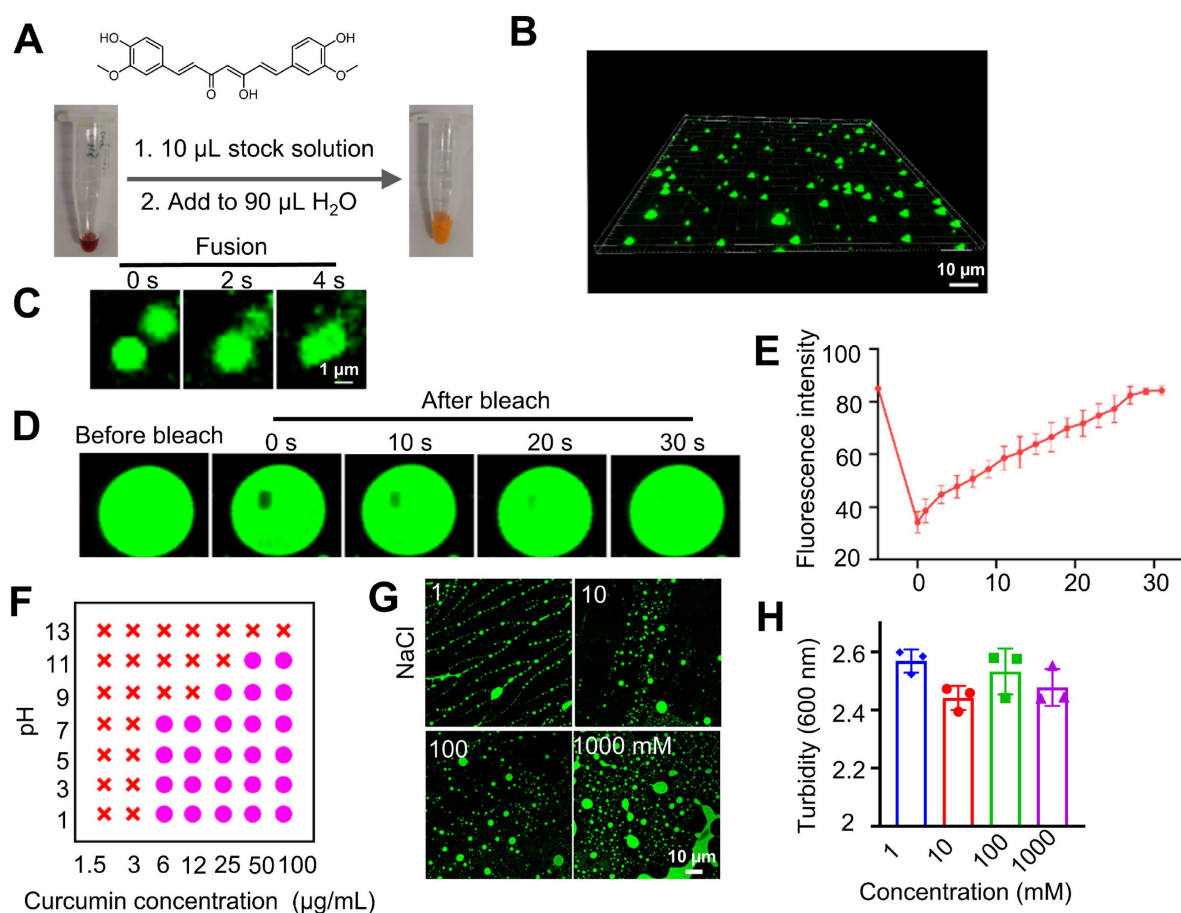 A
HO
O
O
OH
OH
O
1. 10 µL stock solution
2. Add to 90 µL H₂O
B
10 µm
Fusion
0 s 2 s 4 s
C
1 µm
D
After bleach
Before bleach 0 s 10 s 20 s 30 s
E
Fluorescence intensity
100
80
60
40
20
0 10 20 30
F
pH
13
11
9
7
5
3
1
1.5 3 6 12 25 50 100
Curcumin concentration (µg/mL)
G
NaCl
1 10
100 1000 mM
10 µm
H
Turbidity (600 nm)
2.6
2.4
2.2
2
1 10 100 1000
Concentration (mM)